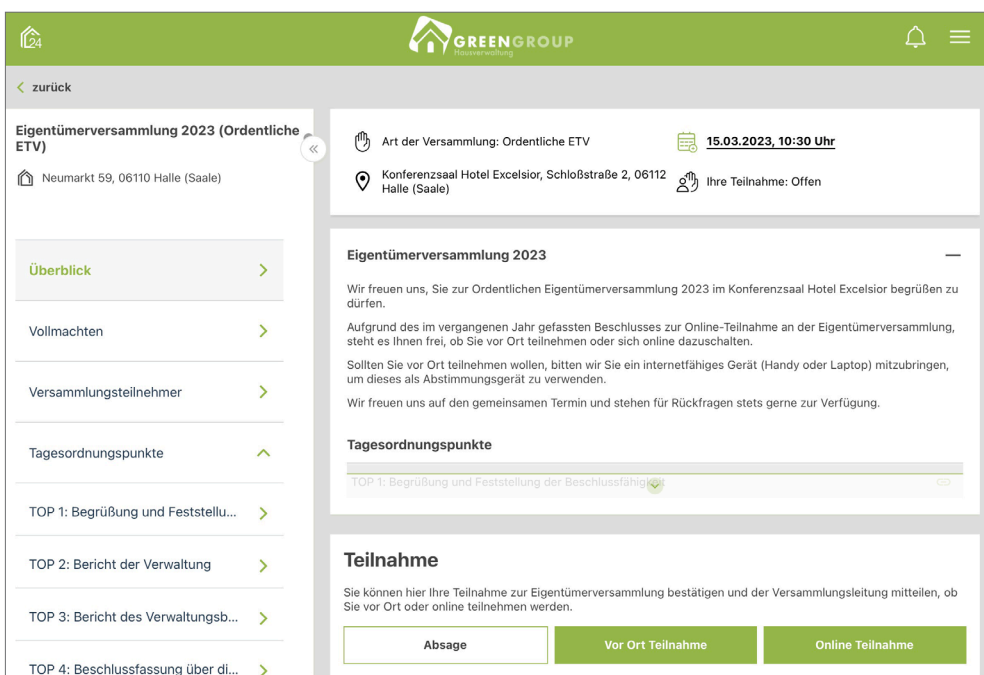 24
GREENGROUP
Hausverwaltung
zurück
Eigentümerversammlung 2023 (Ordentliche
ETV)
Neumarkt 59, 06110 Halle (Saale)
Überblick
Vollmachten
Versammlungsteilnehmer
Tagesordnungspunkte
TOP 1: Begrüßung und Feststellu...
TOP 2: Bericht der Verwaltung
TOP 3: Bericht des Verwaltungsb...
TOP 4: Beschlussfassung über di...
Art der Versammlung: Ordentliche ETV
15.03.2023, 10:30 Uhr
Konferenzsaal Hotel Excelsior, Schloßstraße 2, 06112
Halle (Saale)
Ihre Teilnahme: Offen
Eigentümerversammlung 2023
Wir freuen uns, Sie zur Ordentlichen Eigentümerversammlung 2023 im Konferenzsaal Hotel Excelsior begrüßen zu
dürfen.
Aufgrund des im vergangenen Jahr gefassten Beschlusses zur Online-Teilnahme an der Eigentümerversammlung,
steht es Ihnen frei, ob Sie vor Ort teilnehmen oder sich online dazuschalten.
Sollten Sie vor Ort teilnehmen wollen, bitten wir Sie ein internetfähiges Gerät (Handy oder Laptop) mitzubringen,
um dieses als Abstimmungsgerät zu verwenden.
Wir freuen uns auf den gemeinsamen Termin und stehen für Rückfragen stets gerne zur Verfügung.
Tagesordnungspunkte
TOP 1: Begrüßung und Feststellung der Beschlussfähigkeit
Teilnahme
Sie können hier Ihre Teilnahme zur Eigentümerversammlung bestätigen und der Versammlungsleitung mitteilen, ob
Sie vor Ort oder online teilnehmen werden.
Absage
Vor Ort Teilnahme
Online Teilnahme